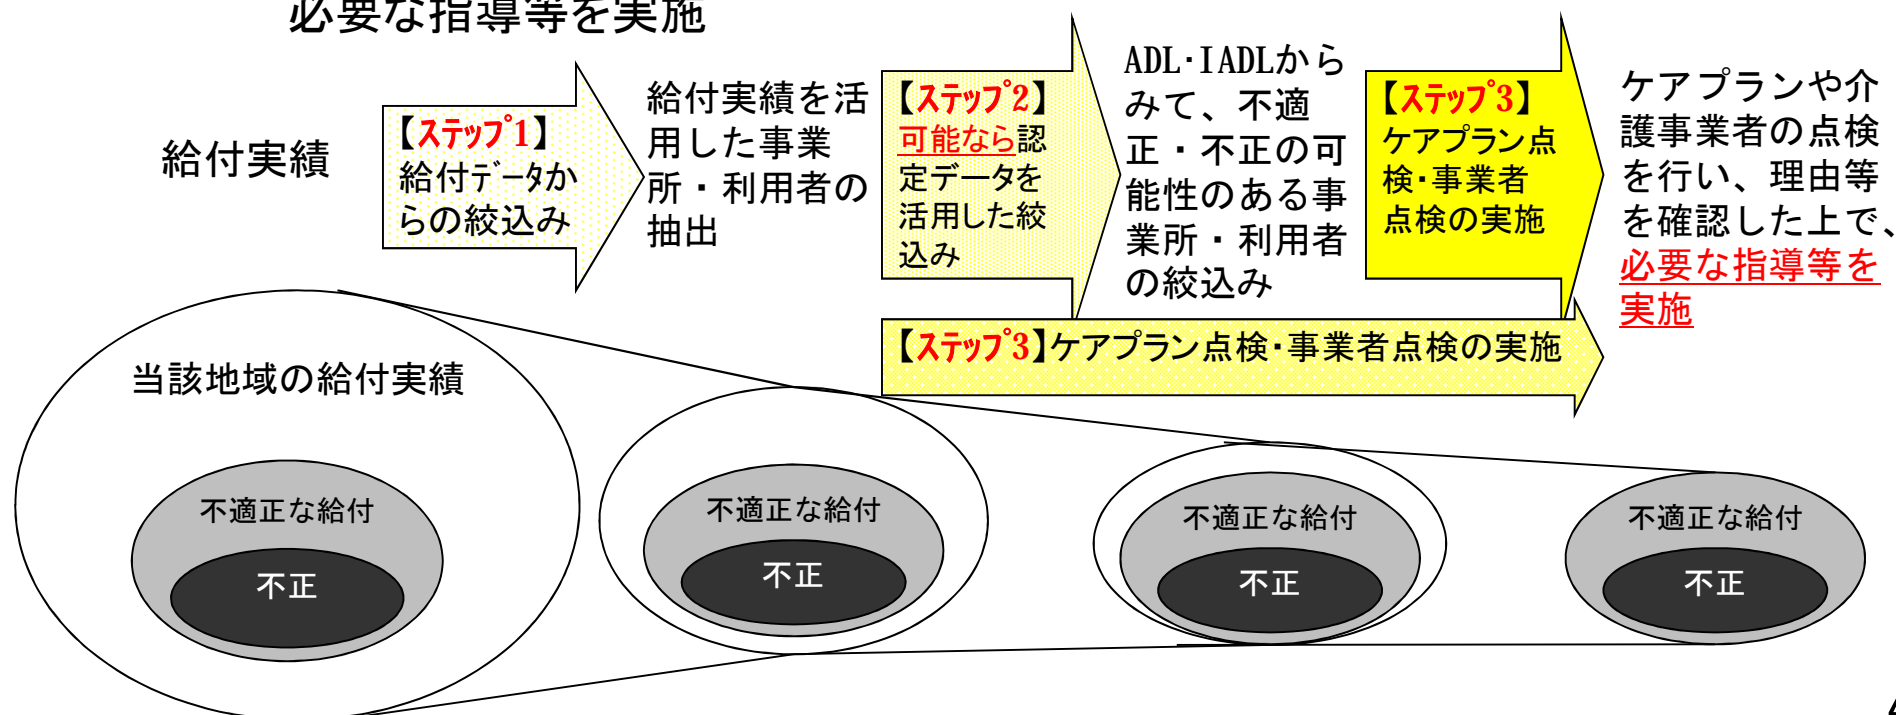 必要な指導等を実施
給付実績
【ステップ1】
給付データか
らの絞込み
給付実績を活
用した事業
所・利用者の
抽出
【ステップ2】
可能なら認
定データを
活用した絞
込み
ADL・IADLから
みて、不適
正・不正の可
能性のある事
業所・利用者
の絞込み
【ステップ3】
ケアプラン点
検・事業者
点検の実施
ケアプランや介
護事業者の点検
を行い、理由等
を確認した上で、
必要な指導等を
実施
【ステップ3】ケアプラン点検・事業者点検の実施
当該地域の給付実績
不適正な給付
不正
不適正な給付
不正
不適正な給付
不正
不適正な給付
不正